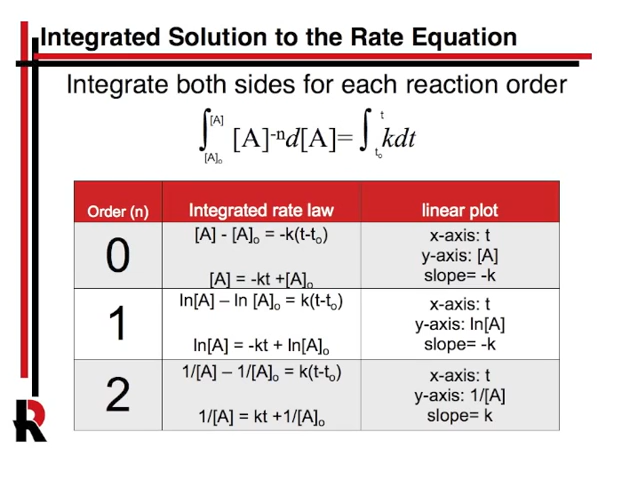 Integrated Solution to the Rate Equation
Integrate both sides for each reaction order
∫[A]ₒ^[A] [A]⁻ⁿd[A]= ∫tₒ^t kdt
Order (n) Integrated rate law linear plot
0
[A] - [A]ₒ = -k(t-tₒ)
[A] = -kt +[A]ₒ
x-axis: t
y-axis: [A]
slope= -k
1
ln[A] – ln [A]ₒ = k(t-tₒ)
ln[A] = -kt + ln[A]ₒ
x-axis: t
y-axis: ln[A]
slope= -k
2
1/[A] – 1/[A]ₒ = k(t-tₒ)
1/[A] = kt +1/[A]ₒ
x-axis: t
y-axis: 1/[A]
slope= k